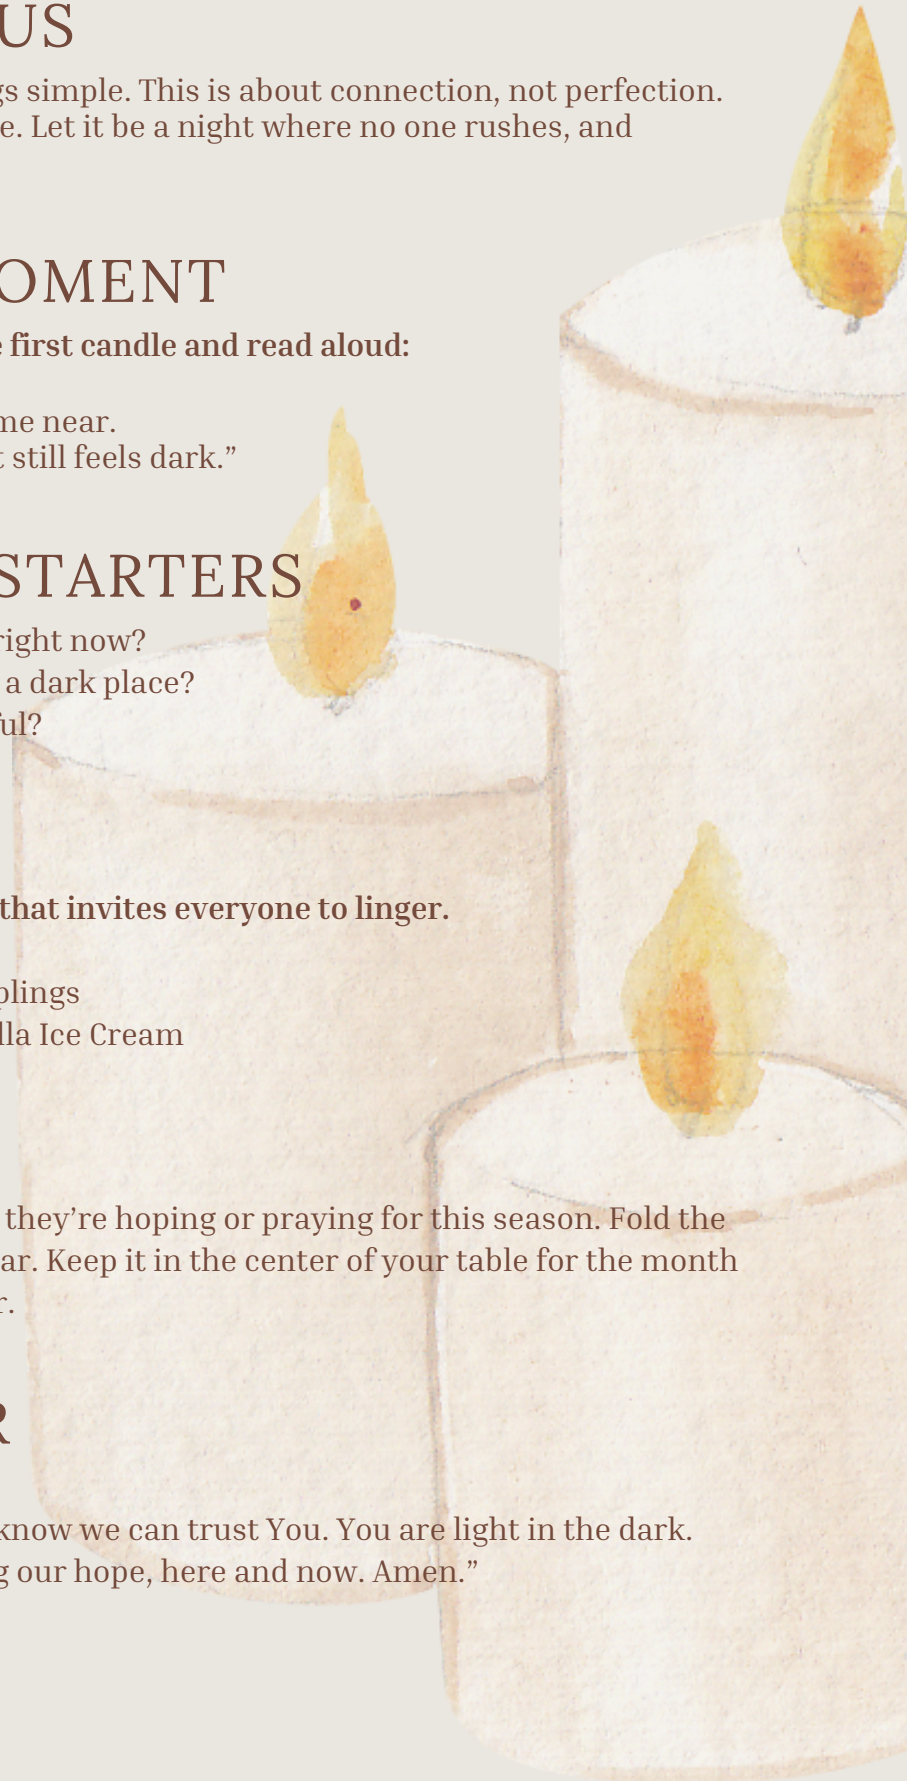 US
gs simple. This is about connection, not perfection.
e. Let it be a night where no one rushes, and
OMENT
e first candle and read aloud:
me near.
t still feels dark.”
STARTERS
right now?
a dark place?
ful?
that invites everyone to linger.
plings
lla Ice Cream
they’re hoping or praying for this season. Fold the
ar. Keep it in the center of your table for the month
r.
R
know we can trust You. You are light in the dark.
g our hope, here and now. Amen.”